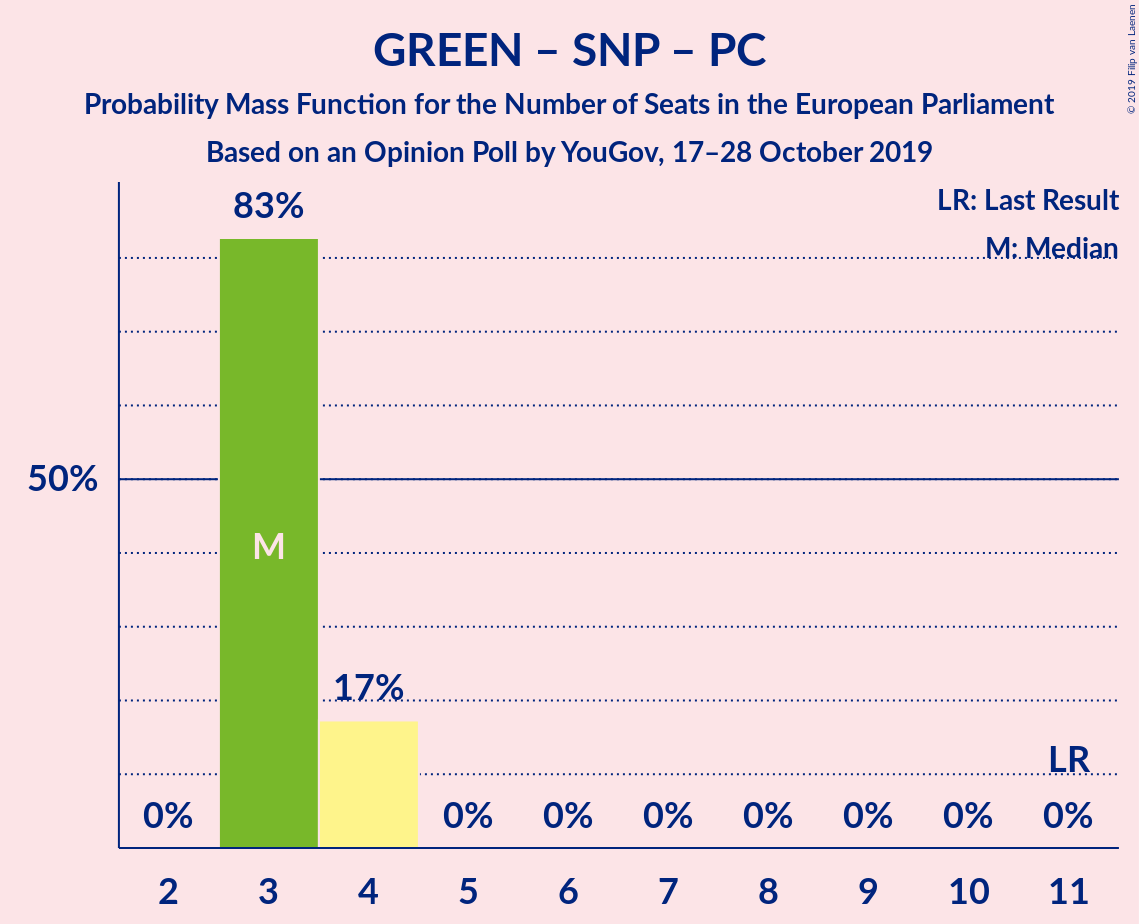 GREEN – SNP – PC
Probability Mass Function for the Number of Seats in the European Parliament
Based on an Opinion Poll by YouGov, 17–28 October 2019
© 2019 Filip van Laenen
LR: Last Result
M: Median
83%
50%
M
17%
LR
0% 0% 0% 0% 0% 0% 0% 0%
2 3 4 5 6 7 8 9 10 11